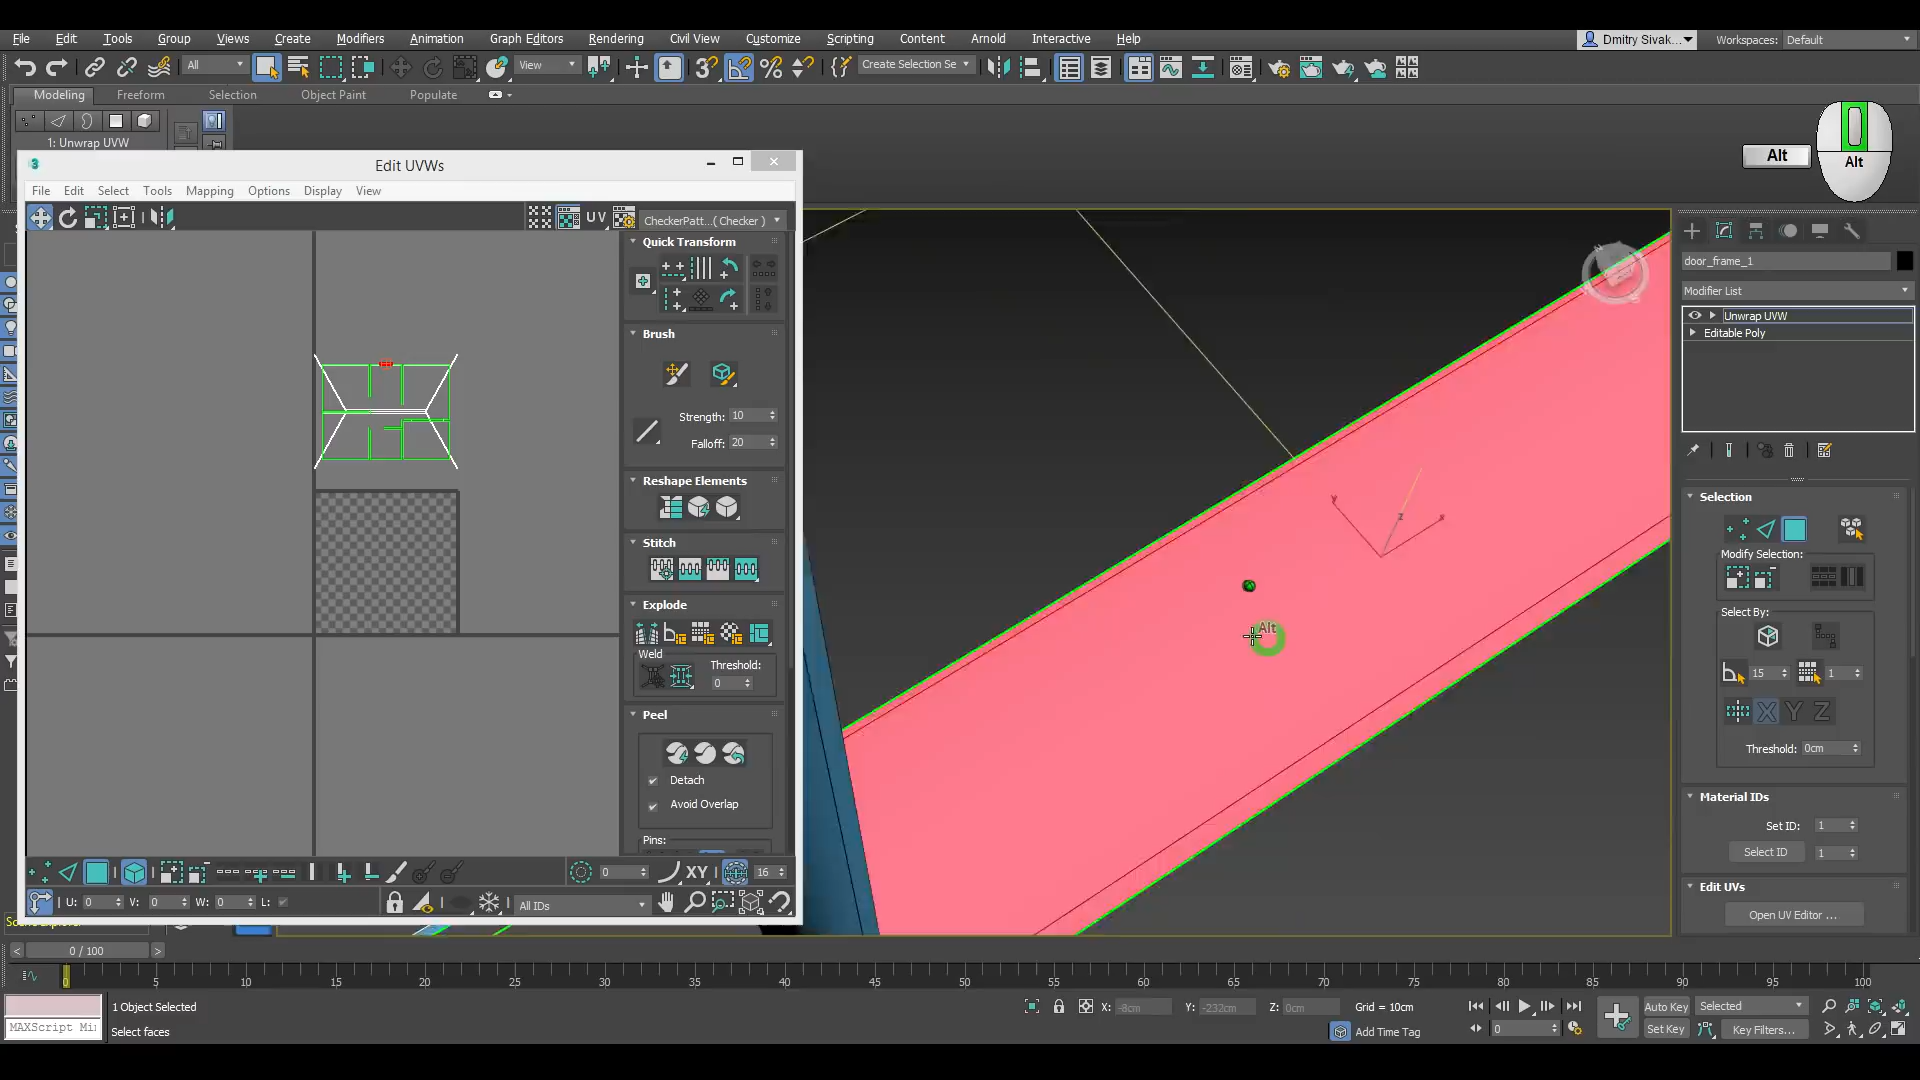 File Edit Tools Group Views Create Modifiers Animation Graph Editors Rendering Civil View Customize Scripting Content Arnold Interactive Help
Dmitry Sivak... Workspaces: Default
All View Create Selection Se
Modeling Freeform Selection Object Paint Populate
1: Unwrap UVW
Alt
Alt
3 Edit UVWs
File Edit Select Tools Mapping Options Display View
UV CheckerPatt...( Checker )
Quick Transform
Brush
Strength: 10
Falloff: 20
Reshape Elements
Stitch
Explode
Weld
Threshold:
0
Peel
Detach
Avoid Overlap
Pins:
0 XY 16
U: 0 V: 0 W: 0 L:
All IDs
Alt
y z x
door_frame_1
Modifier List
Unwrap UVW
Editable Poly
Selection
Modify Selection:
Select By:
15 1
X Y Z
Threshold: 0cm
Material IDs
Set ID: 1
Select ID 1
Edit UVs
Open UV Editor ...
< 0 / 100 >
0 5 10 15 20 25 30 35 40 45 50 55 60 65 70 75 80 85 90 95 100
1 Object Selected
MAXScript Mi
Select faces
X: -8cm Y: -232cm Z: 0cm Grid = 10cm
Add Time Tag
0
Auto Key Selected
Set Key Key Filters...